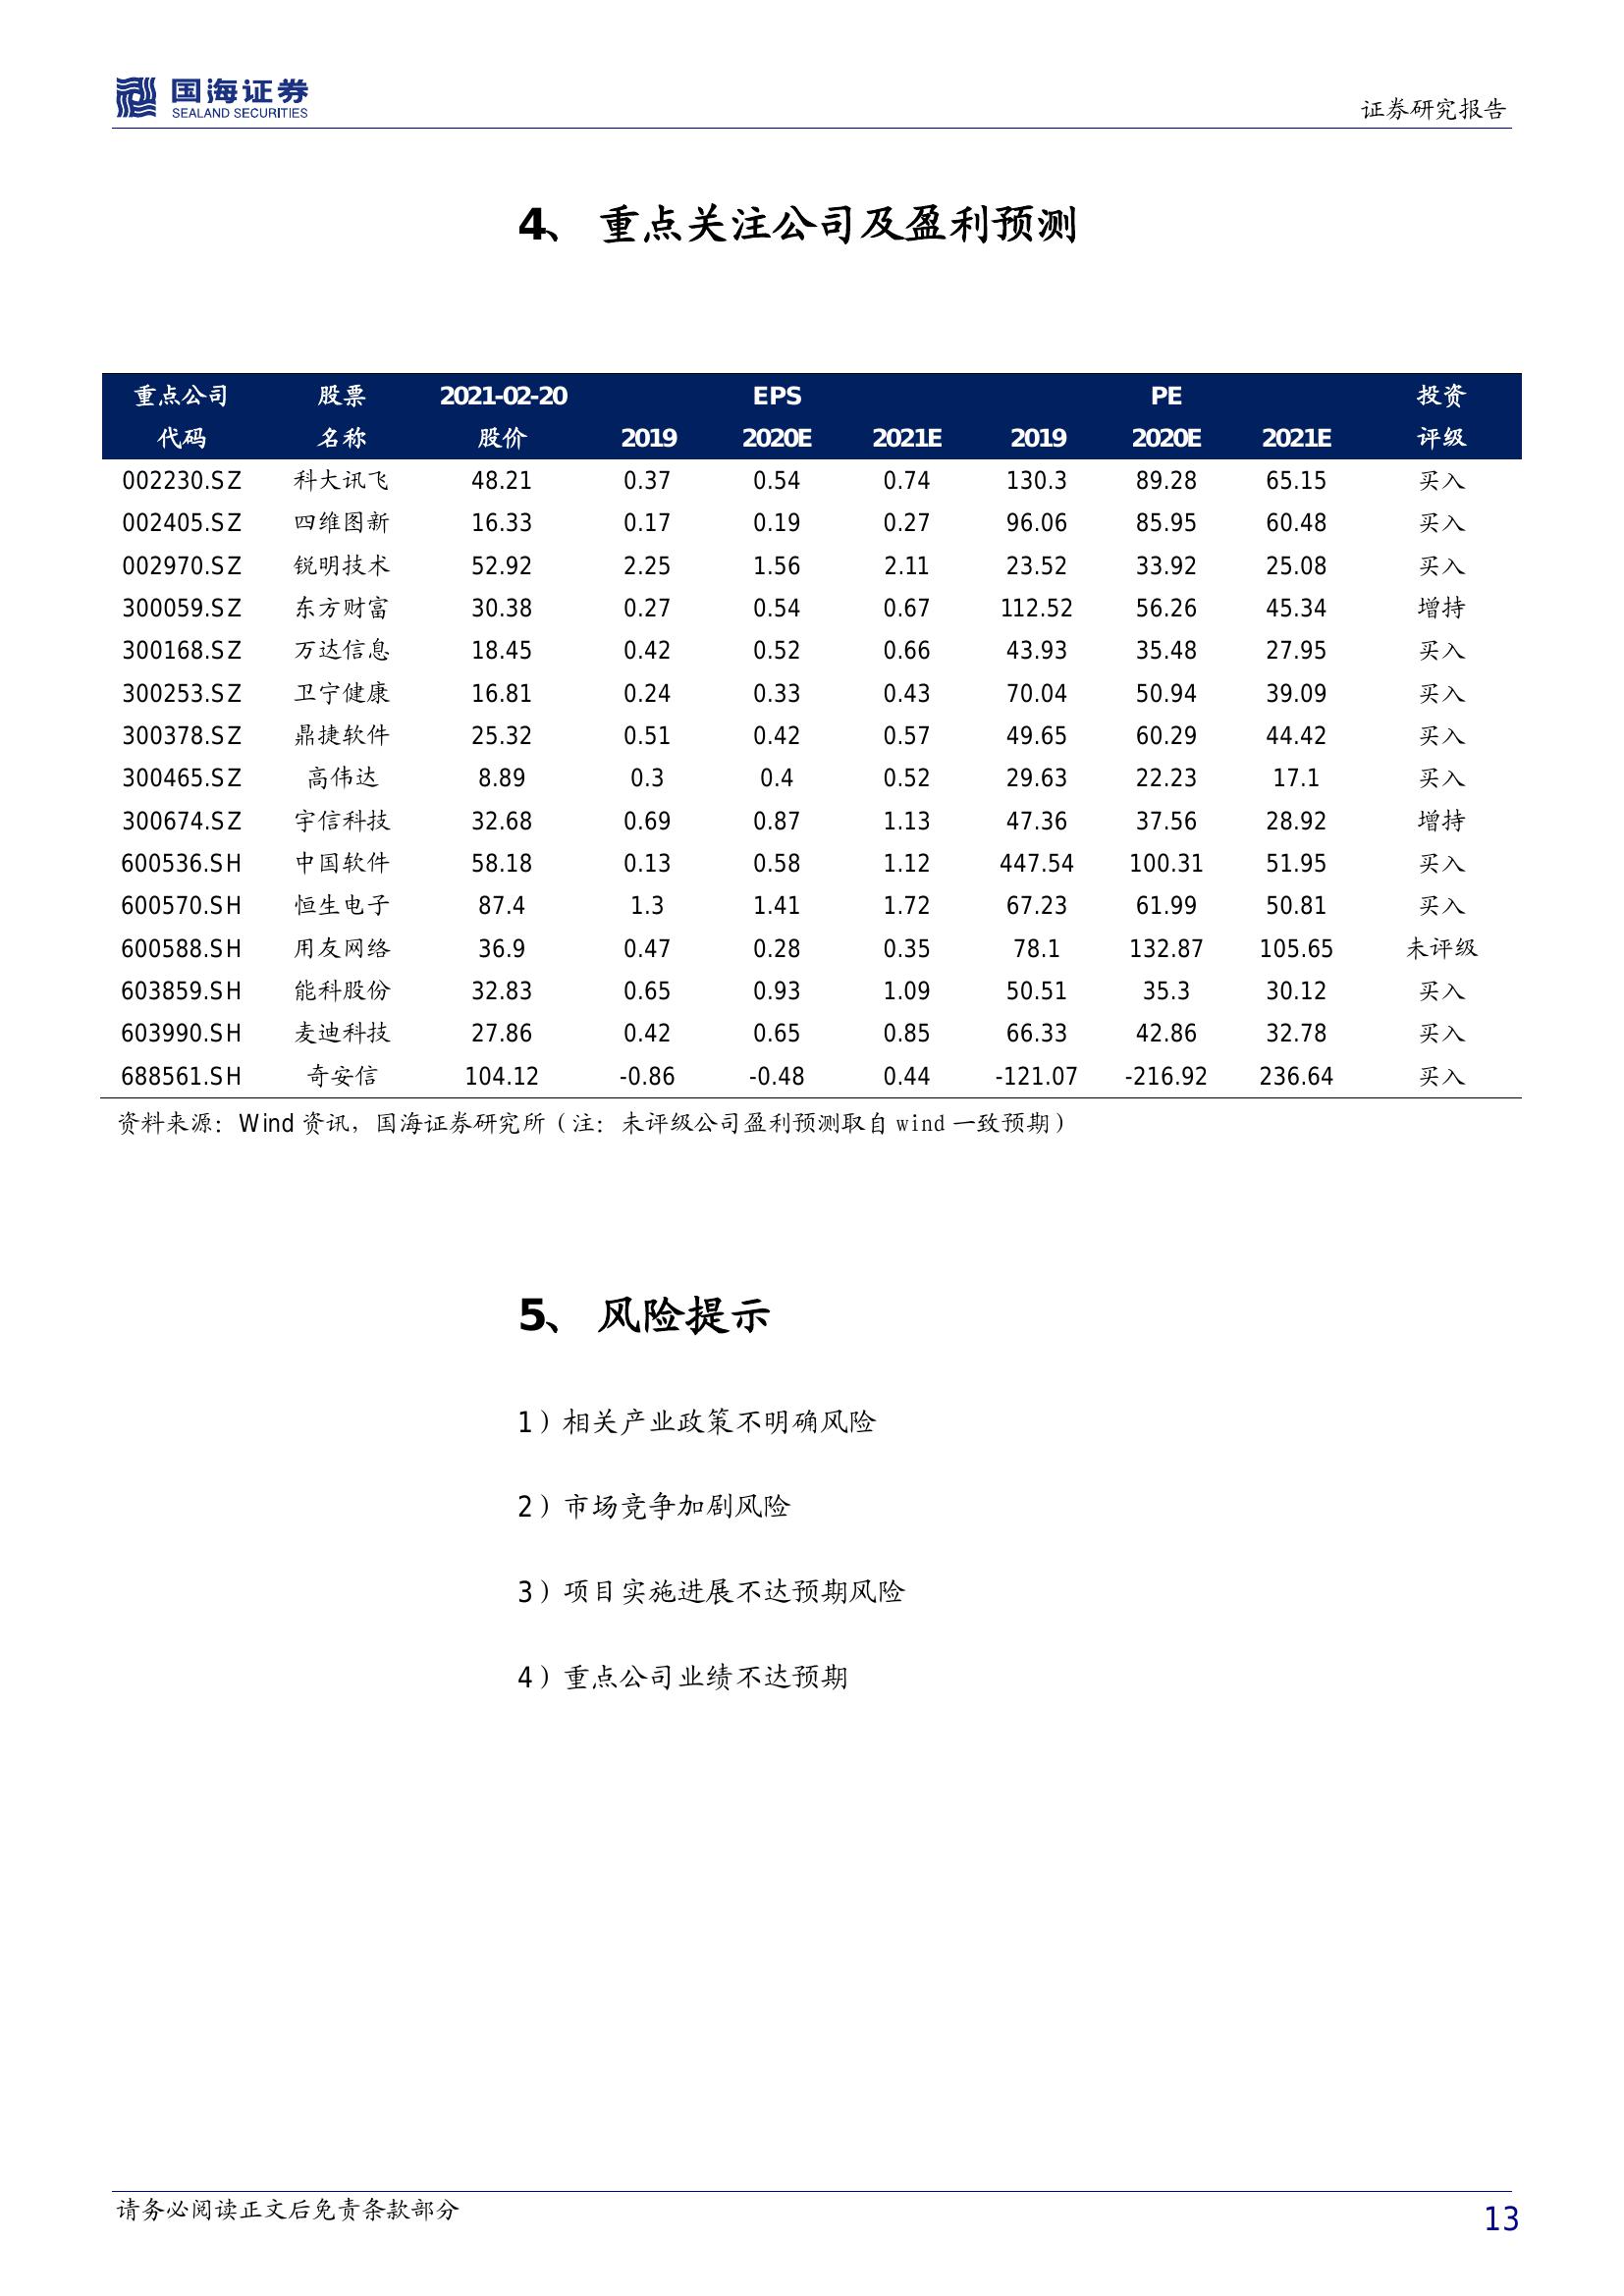 国海证券
SEALAND SECURITIES
证券研究报告
4、 重点关注公司及盈利预测
重点公司 股票 2021-02-20 EPS PE 投资
代码 名称 股价 2019 2020E 2021E 2019 2020E 2021E 评级
002230.SZ 科大讯飞 48.21 0.37 0.54 0.74 130.3 89.28 65.15 买入
002405.SZ 四维图新 16.33 0.17 0.19 0.27 96.06 85.95 60.48 买入
002970.SZ 锐明技术 52.92 2.25 1.56 2.11 23.52 33.92 25.08 买入
300059.SZ 东方财富 30.38 0.27 0.54 0.67 112.52 56.26 45.34 增持
300168.SZ 万达信息 18.45 0.42 0.52 0.66 43.93 35.48 27.95 买入
300253.SZ 卫宁健康 16.81 0.24 0.33 0.43 70.04 50.94 39.09 买入
300378.SZ 鼎捷软件 25.32 0.51 0.42 0.57 49.65 60.29 44.42 买入
300465.SZ 高伟达 8.89 0.3 0.4 0.52 29.63 22.23 17.1 买入
300674.SZ 宇信科技 32.68 0.69 0.87 1.13 47.36 37.56 28.92 增持
600536.SH 中国软件 58.18 0.13 0.58 1.12 447.54 100.31 51.95 买入
600570.SH 恒生电子 87.4 1.3 1.41 1.72 67.23 61.99 50.81 买入
600588.SH 用友网络 36.9 0.47 0.28 0.35 78.1 132.87 105.65 未评级
603859.SH 能科股份 32.83 0.65 0.93 1.09 50.51 35.3 30.12 买入
603990.SH 麦迪科技 27.86 0.42 0.65 0.85 66.33 42.86 32.78 买入
688561.SH 奇安信 104.12 -0.86 -0.48 0.44 -121.07 -216.92 236.64 买入
资料来源：Wind 资讯，国海证券研究所（注：未评级公司盈利预测取自 wind 一致预期）
5、 风险提示
1）相关产业政策不明确风险
2）市场竞争加剧风险
3）项目实施进展不达预期风险
4）重点公司业绩不达预期
请务必阅读正文后免责条款部分
13